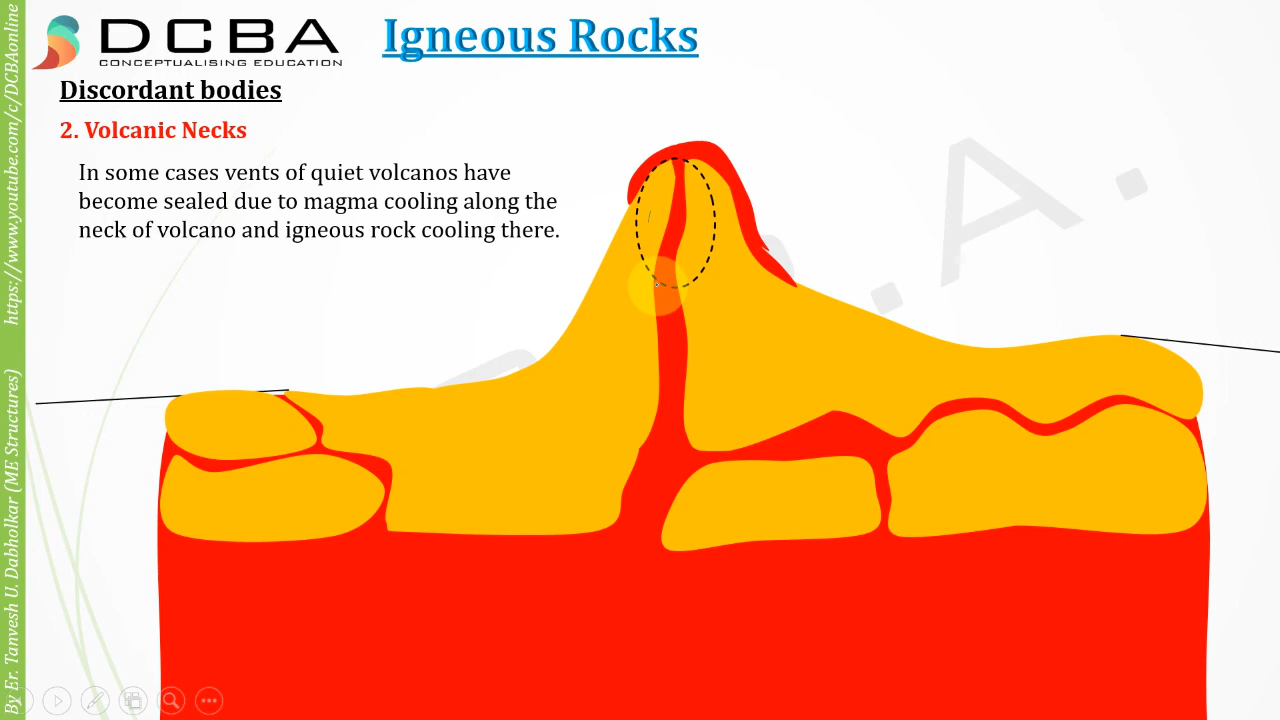 DCBA
CONCEPTUALISING EDUCATION
Igneous Rocks
Discordant bodies
2. Volcanic Necks
In some cases vents of quiet volcanos have
become sealed due to magma cooling along the
neck of volcano and igneous rock cooling there.
By Er. Tanvesh U. Dabholkar (ME Structures) https://www.youtube.com/c/DCBAonline